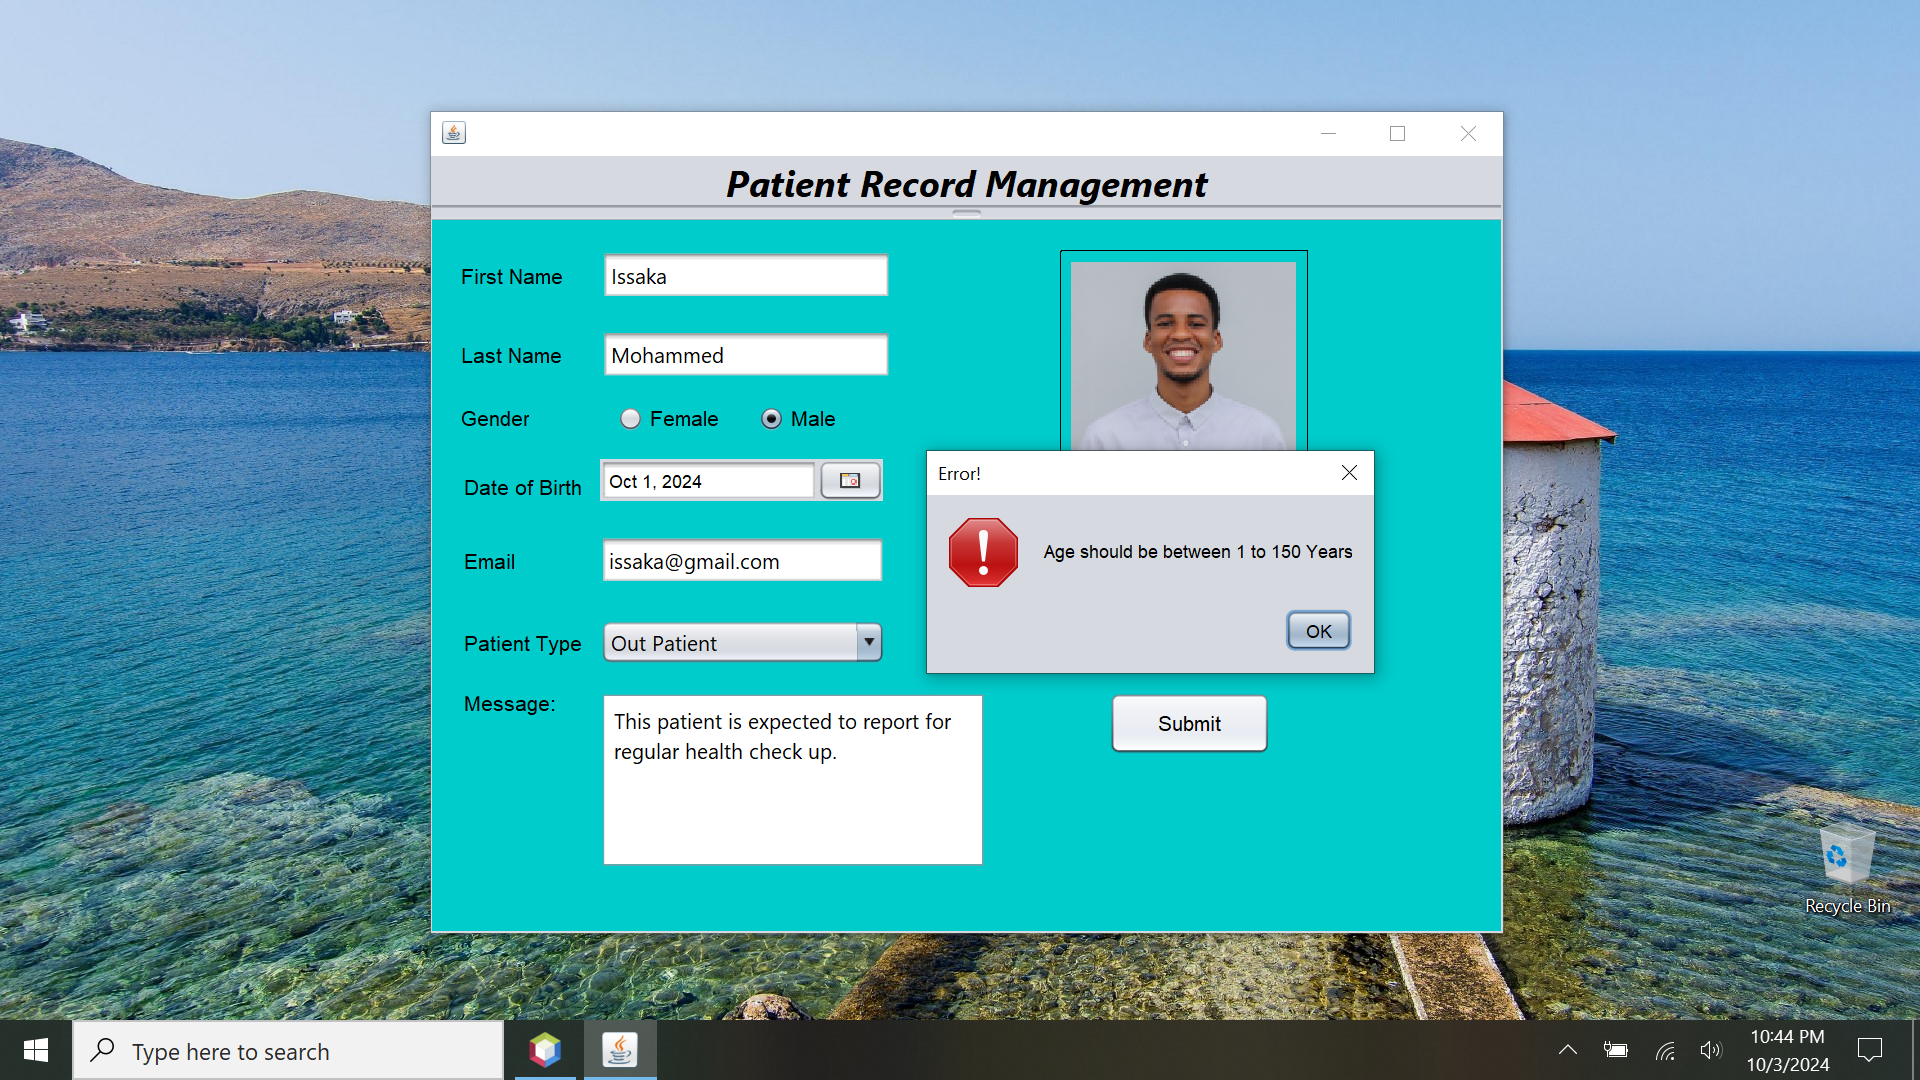 Patient Record Management
First Name
Issaka
Last Name
Mohammed
Gender
Female
Male
Date of Birth
Oct 1, 2024
Email
issaka@gmail.com
Patient Type
Out Patient
Message:
This patient is expected to report for
regular health check up.
Error!
Age should be between 1 to 150 Years
OK
Submit
Recycle Bin
Type here to search
10:44 PM
10/3/2024